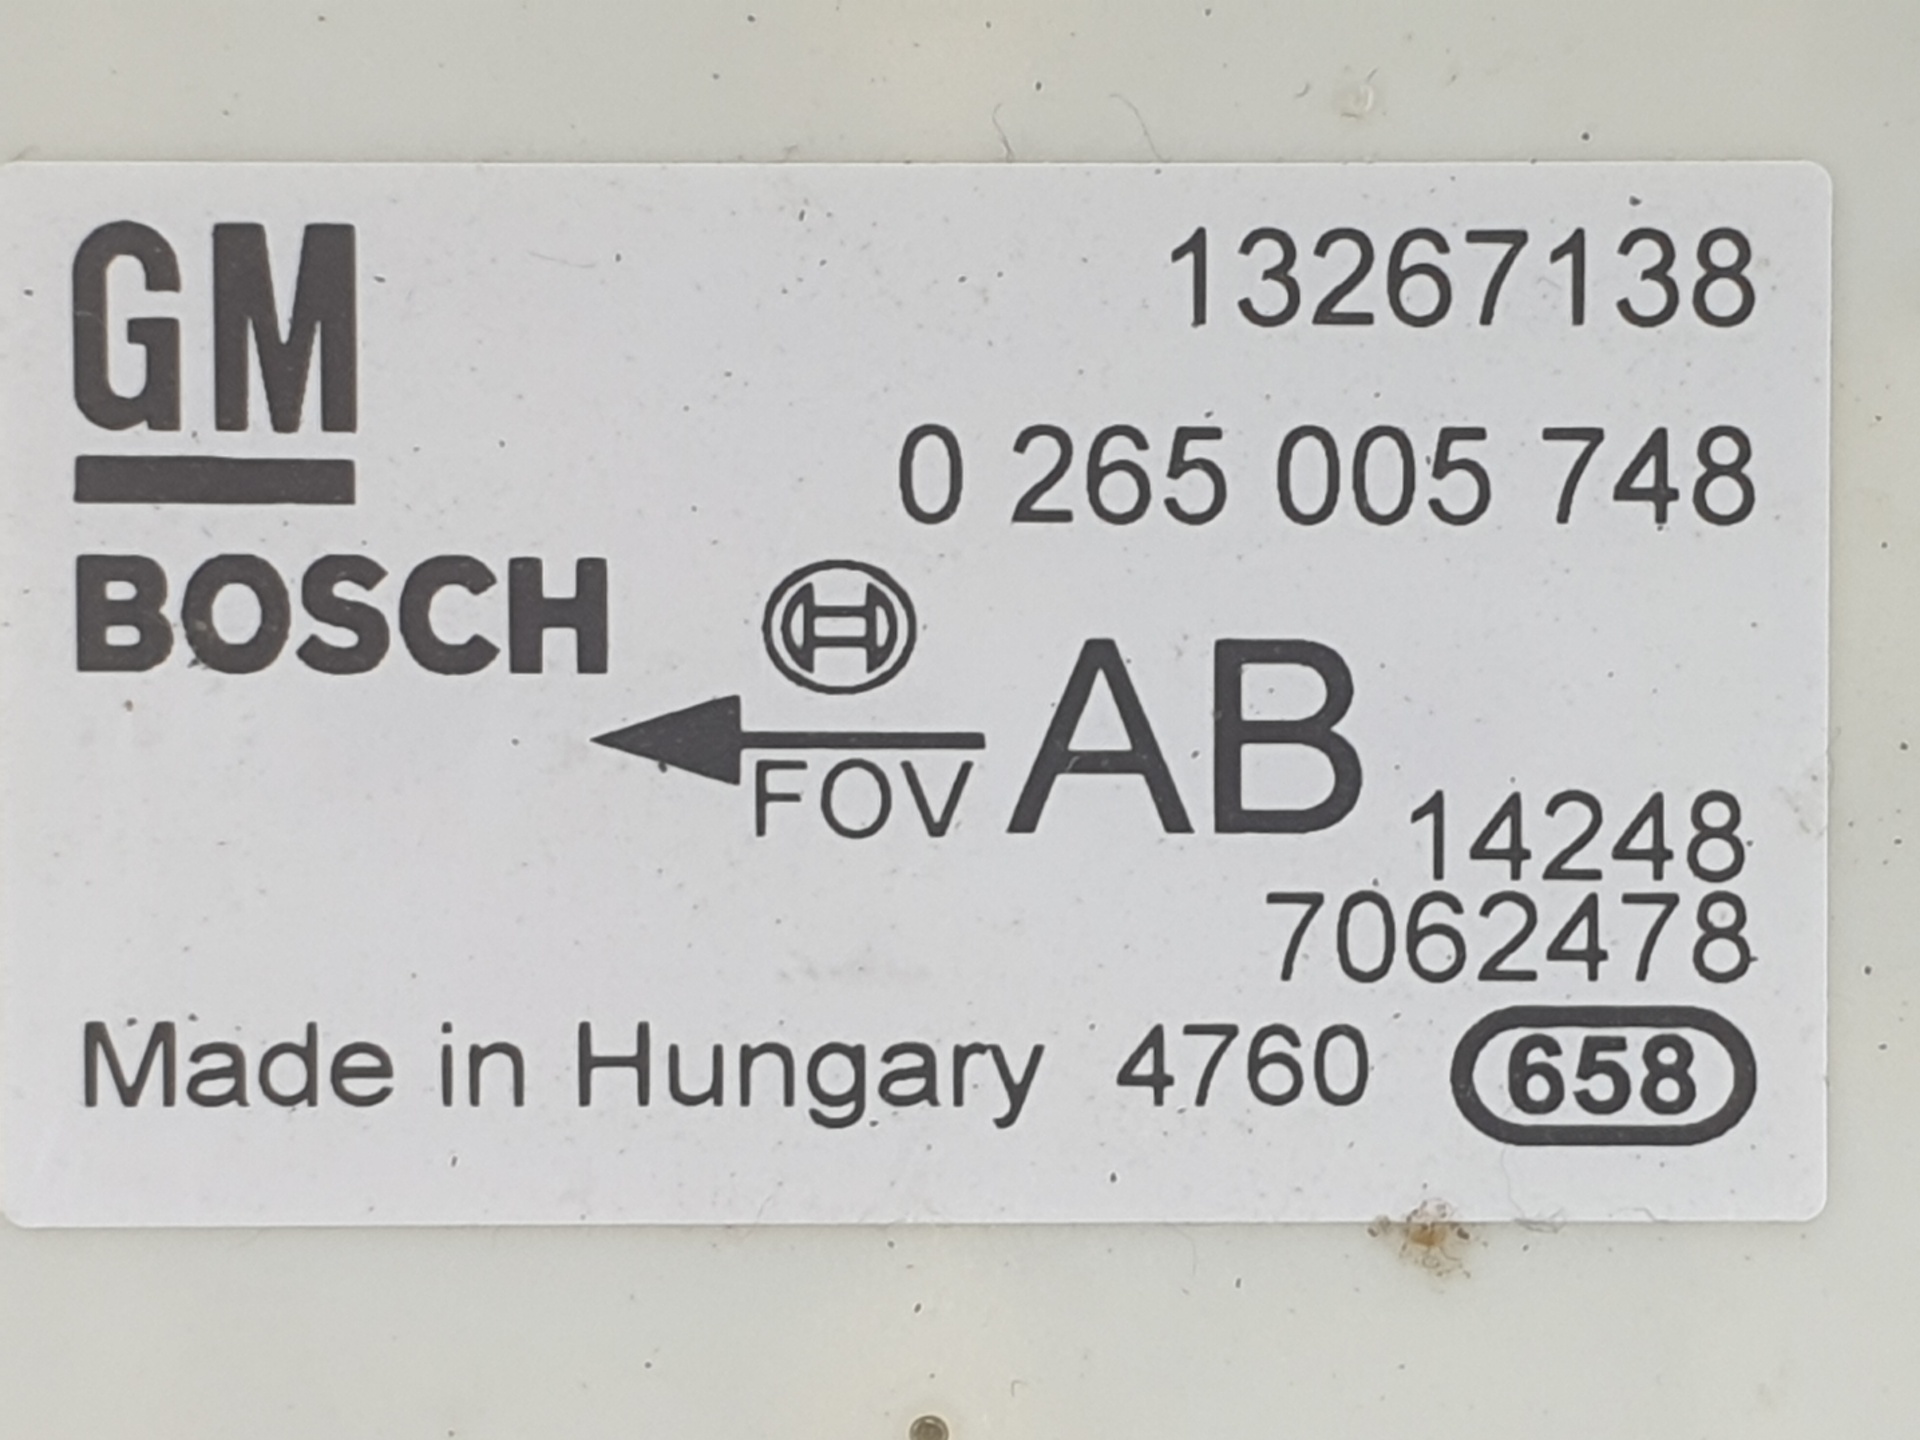 GM
13267138
0 265 005 748
BOSCH
FOV
AB
14248
7062478
Made in Hungary 4760 658